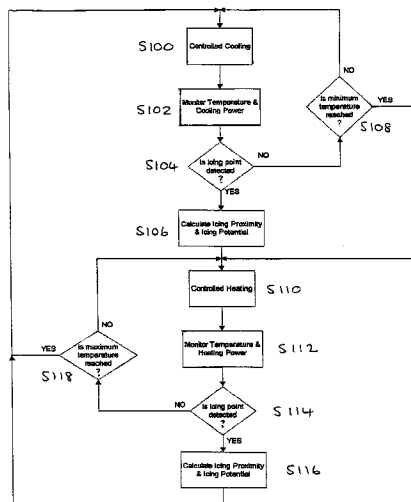 S100
Controlled Cooling
S102
Monitor Temperature &
Cooling Power
NO
YES
Is minimum
temperature
reached
?
S108
S104
Is icing point
detected
?
NO
YES
S106
Calculate Icing Proximity
& Icing Potential
Controlled Heating
S110
NO
Monitor Temperature &
Heating Power
S112
YES
Is maximum
temperature
reached
?
S118
NO
Is icing point
detected
?
S114
YES
Calculate Icing Proximity
& Icing Potential
S116